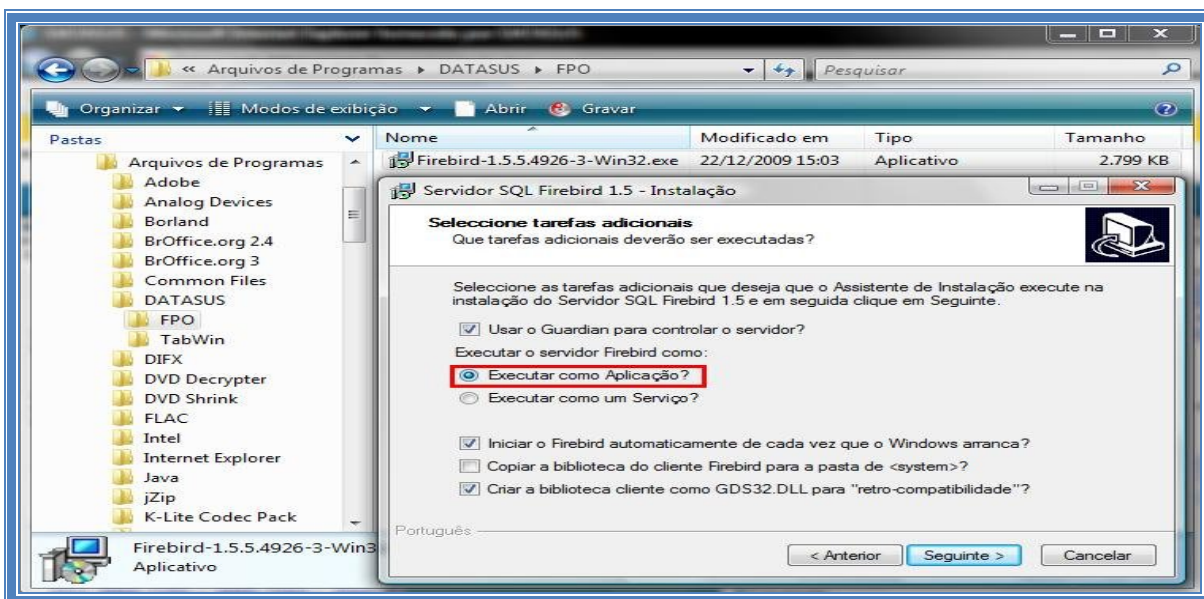 « Arquivos de Programas ▸ DATASUS ▸ FPO
Pesquisar
Organizar
Modos de exibição
Abrir
Gravar
Pastas
Nome
Modificado em
Tipo
Tamanho
Arquivos de Programas
Adobe
Analog Devices
Borland
BrOffice.org 2.4
BrOffice.org 3
Common Files
DATASUS
FPO
TabWin
DIFX
DVD Decrypter
DVD Shrink
FLAC
Intel
Internet Explorer
Java
jZip
K-Lite Codec Pack
Firebird-1.5.5.4926-3-Win32.exe 22/12/2009 15:03 Aplicativo 2.799 KB
Servidor SQL Firebird 1.5 - Instalação
Seleccione tarefas adicionais
Que tarefas adicionais deverão ser executadas?
Seleccione as tarefas adicionais que deseja que o Assistente de Instalação execute na
instalação do Servidor SQL Firebird 1.5 e em seguida clique em Seguinte.
Usar o Guardian para controlar o servidor?
Executar o servidor Firebird como:
Executar como Aplicação?
Executar como um Serviço?
Iniciar o Firebird automaticamente de cada vez que o Windows arranca?
Copiar a biblioteca do cliente Firebird para a pasta de <system>?
Criar a biblioteca cliente como GDS32.DLL para "retro-compatibilidade"?
Português
< Anterior
Seguinte >
Cancelar
Firebird-1.5.5.4926-3-Win3
Aplicativo